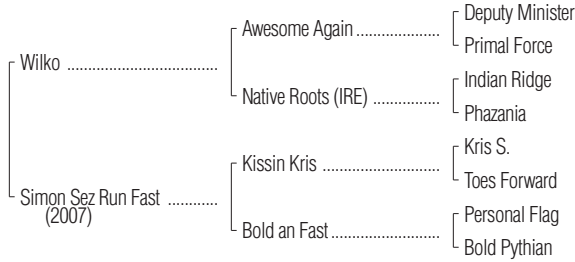 Deputy Minister
Awesome Again ..................
Primal Force
Wilko ...................................
Indian Ridge
Native Roots (IRE) ..............
Phazania
Kris S.
Kissin Kris .........................
Toes Forward
Simon Sez Run Fast ...........
(2007)
Personal Flag
Bold an Fast.......................
Bold Pythian